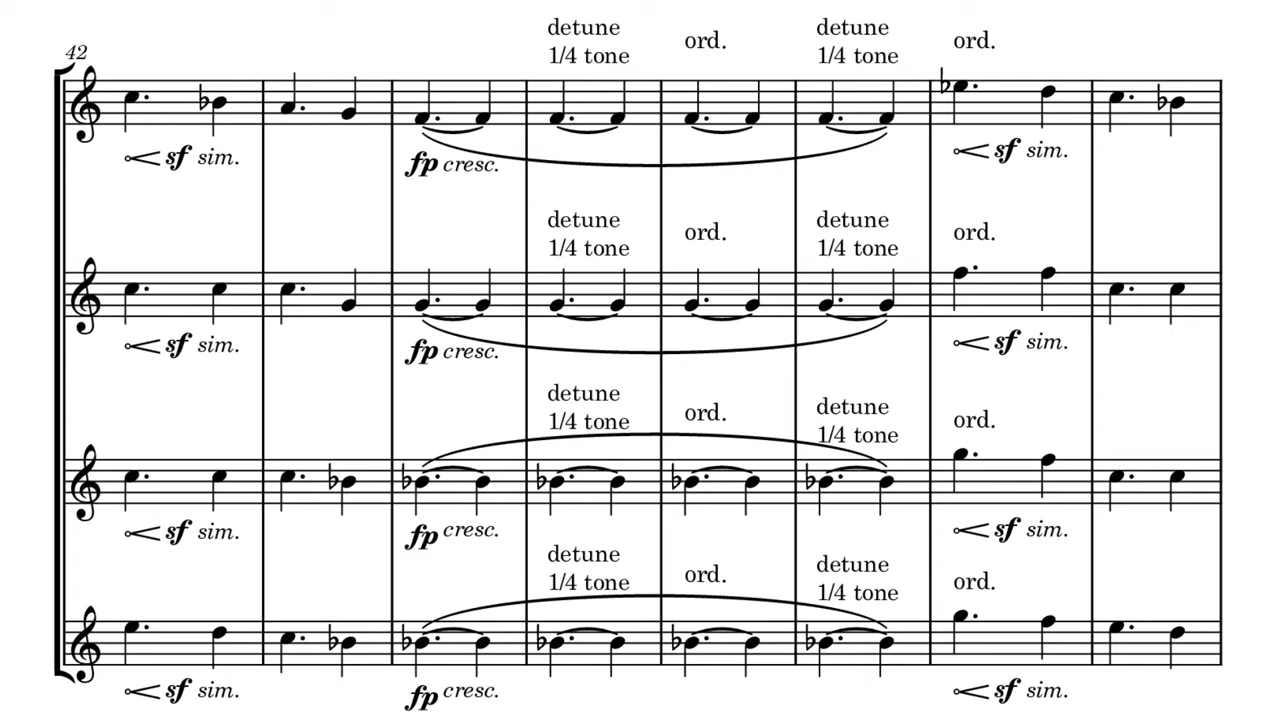 42
detune
1/4 tone
ord.
detune
1/4 tone
ord.
sf sim.
fp cresc.
sf sim.
detune
1/4 tone
ord.
detune
1/4 tone
ord.
sf sim.
fp cresc.
sf sim.
detune
1/4 tone
ord.
detune
1/4 tone
ord.
sf sim.
fp cresc.
sf sim.
detune
1/4 tone
ord.
detune
1/4 tone
ord.
sf sim.
fp cresc.
sf sim.